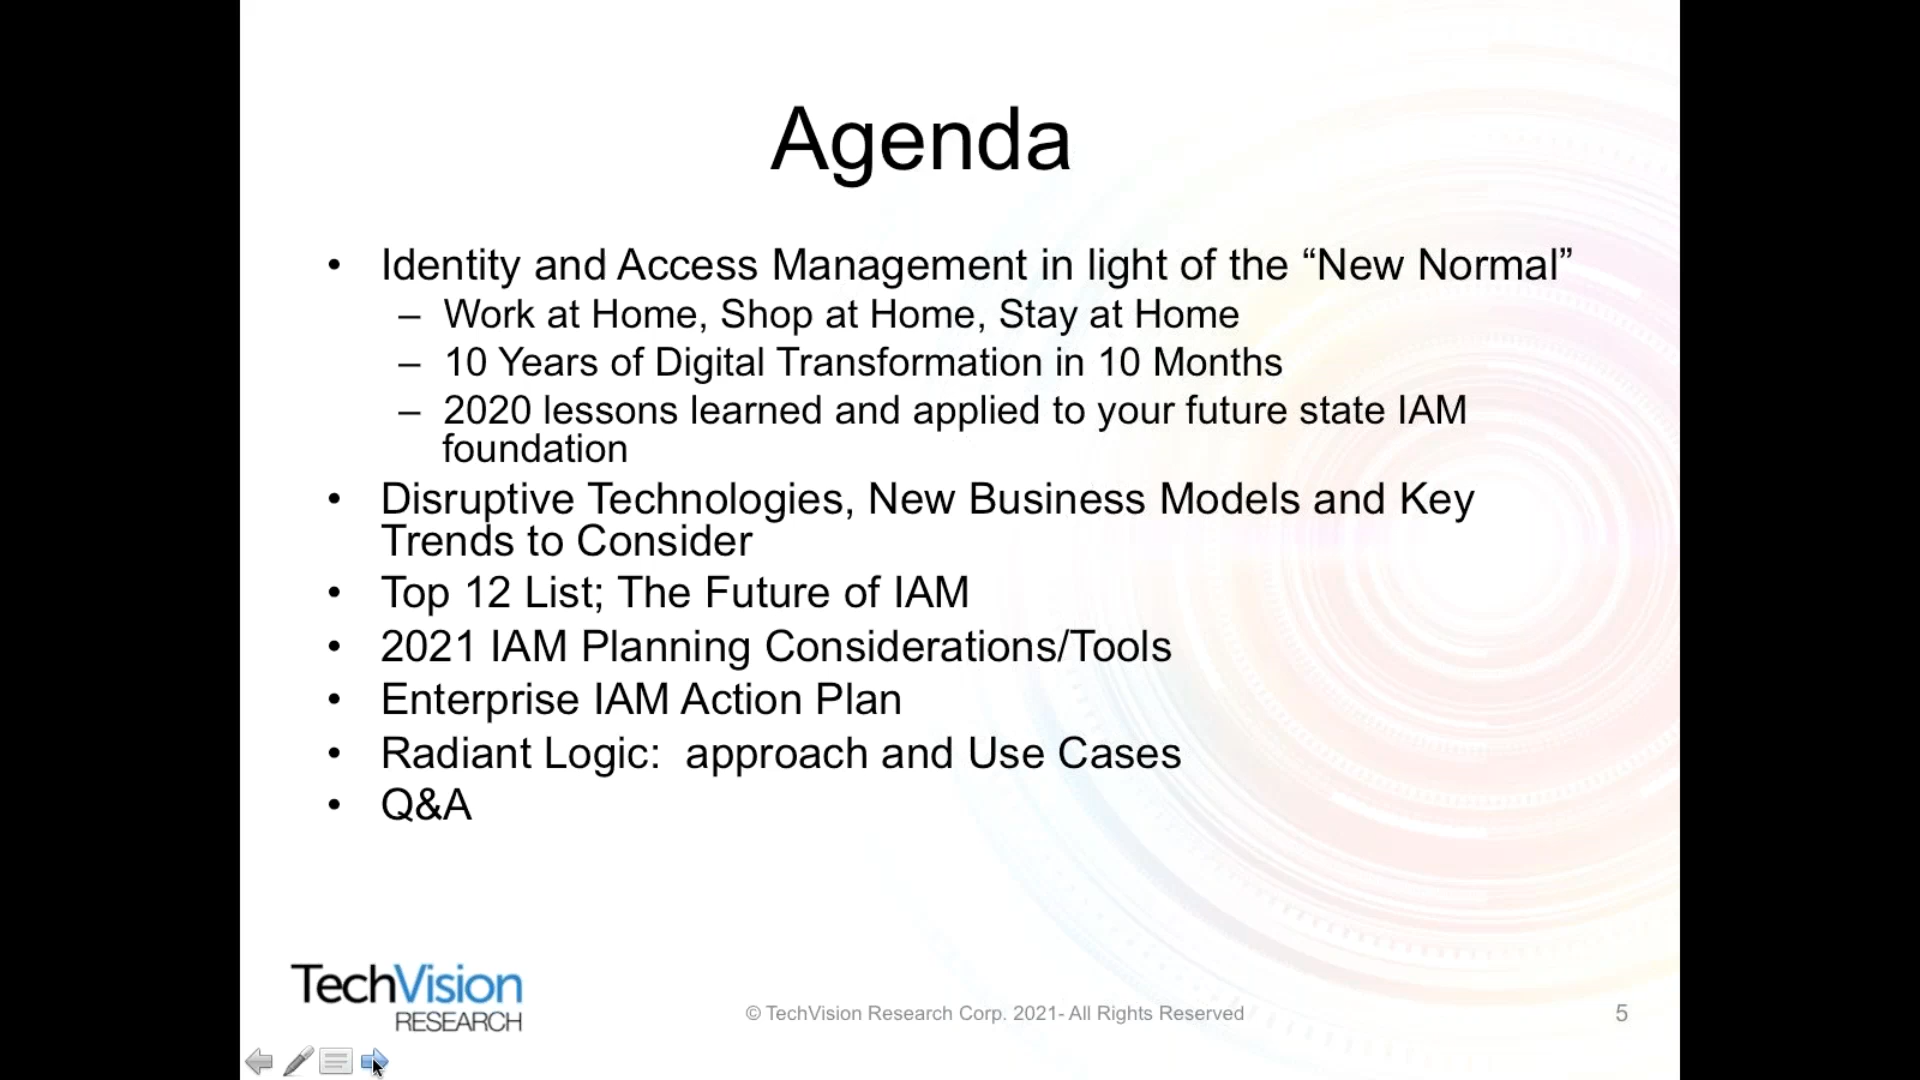 Agenda
• Identity and Access Management in light of the “New Normal”
– Work at Home, Shop at Home, Stay at Home
– 10 Years of Digital Transformation in 10 Months
– 2020 lessons learned and applied to your future state IAM
foundation
• Disruptive Technologies, New Business Models and Key
Trends to Consider
• Top 12 List; The Future of IAM
• 2021 IAM Planning Considerations/Tools
• Enterprise IAM Action Plan
• Radiant Logic:  approach and Use Cases
• Q&A
TechVision
RESEARCH
© TechVision Research Corp. 2021- All Rights Reserved
5